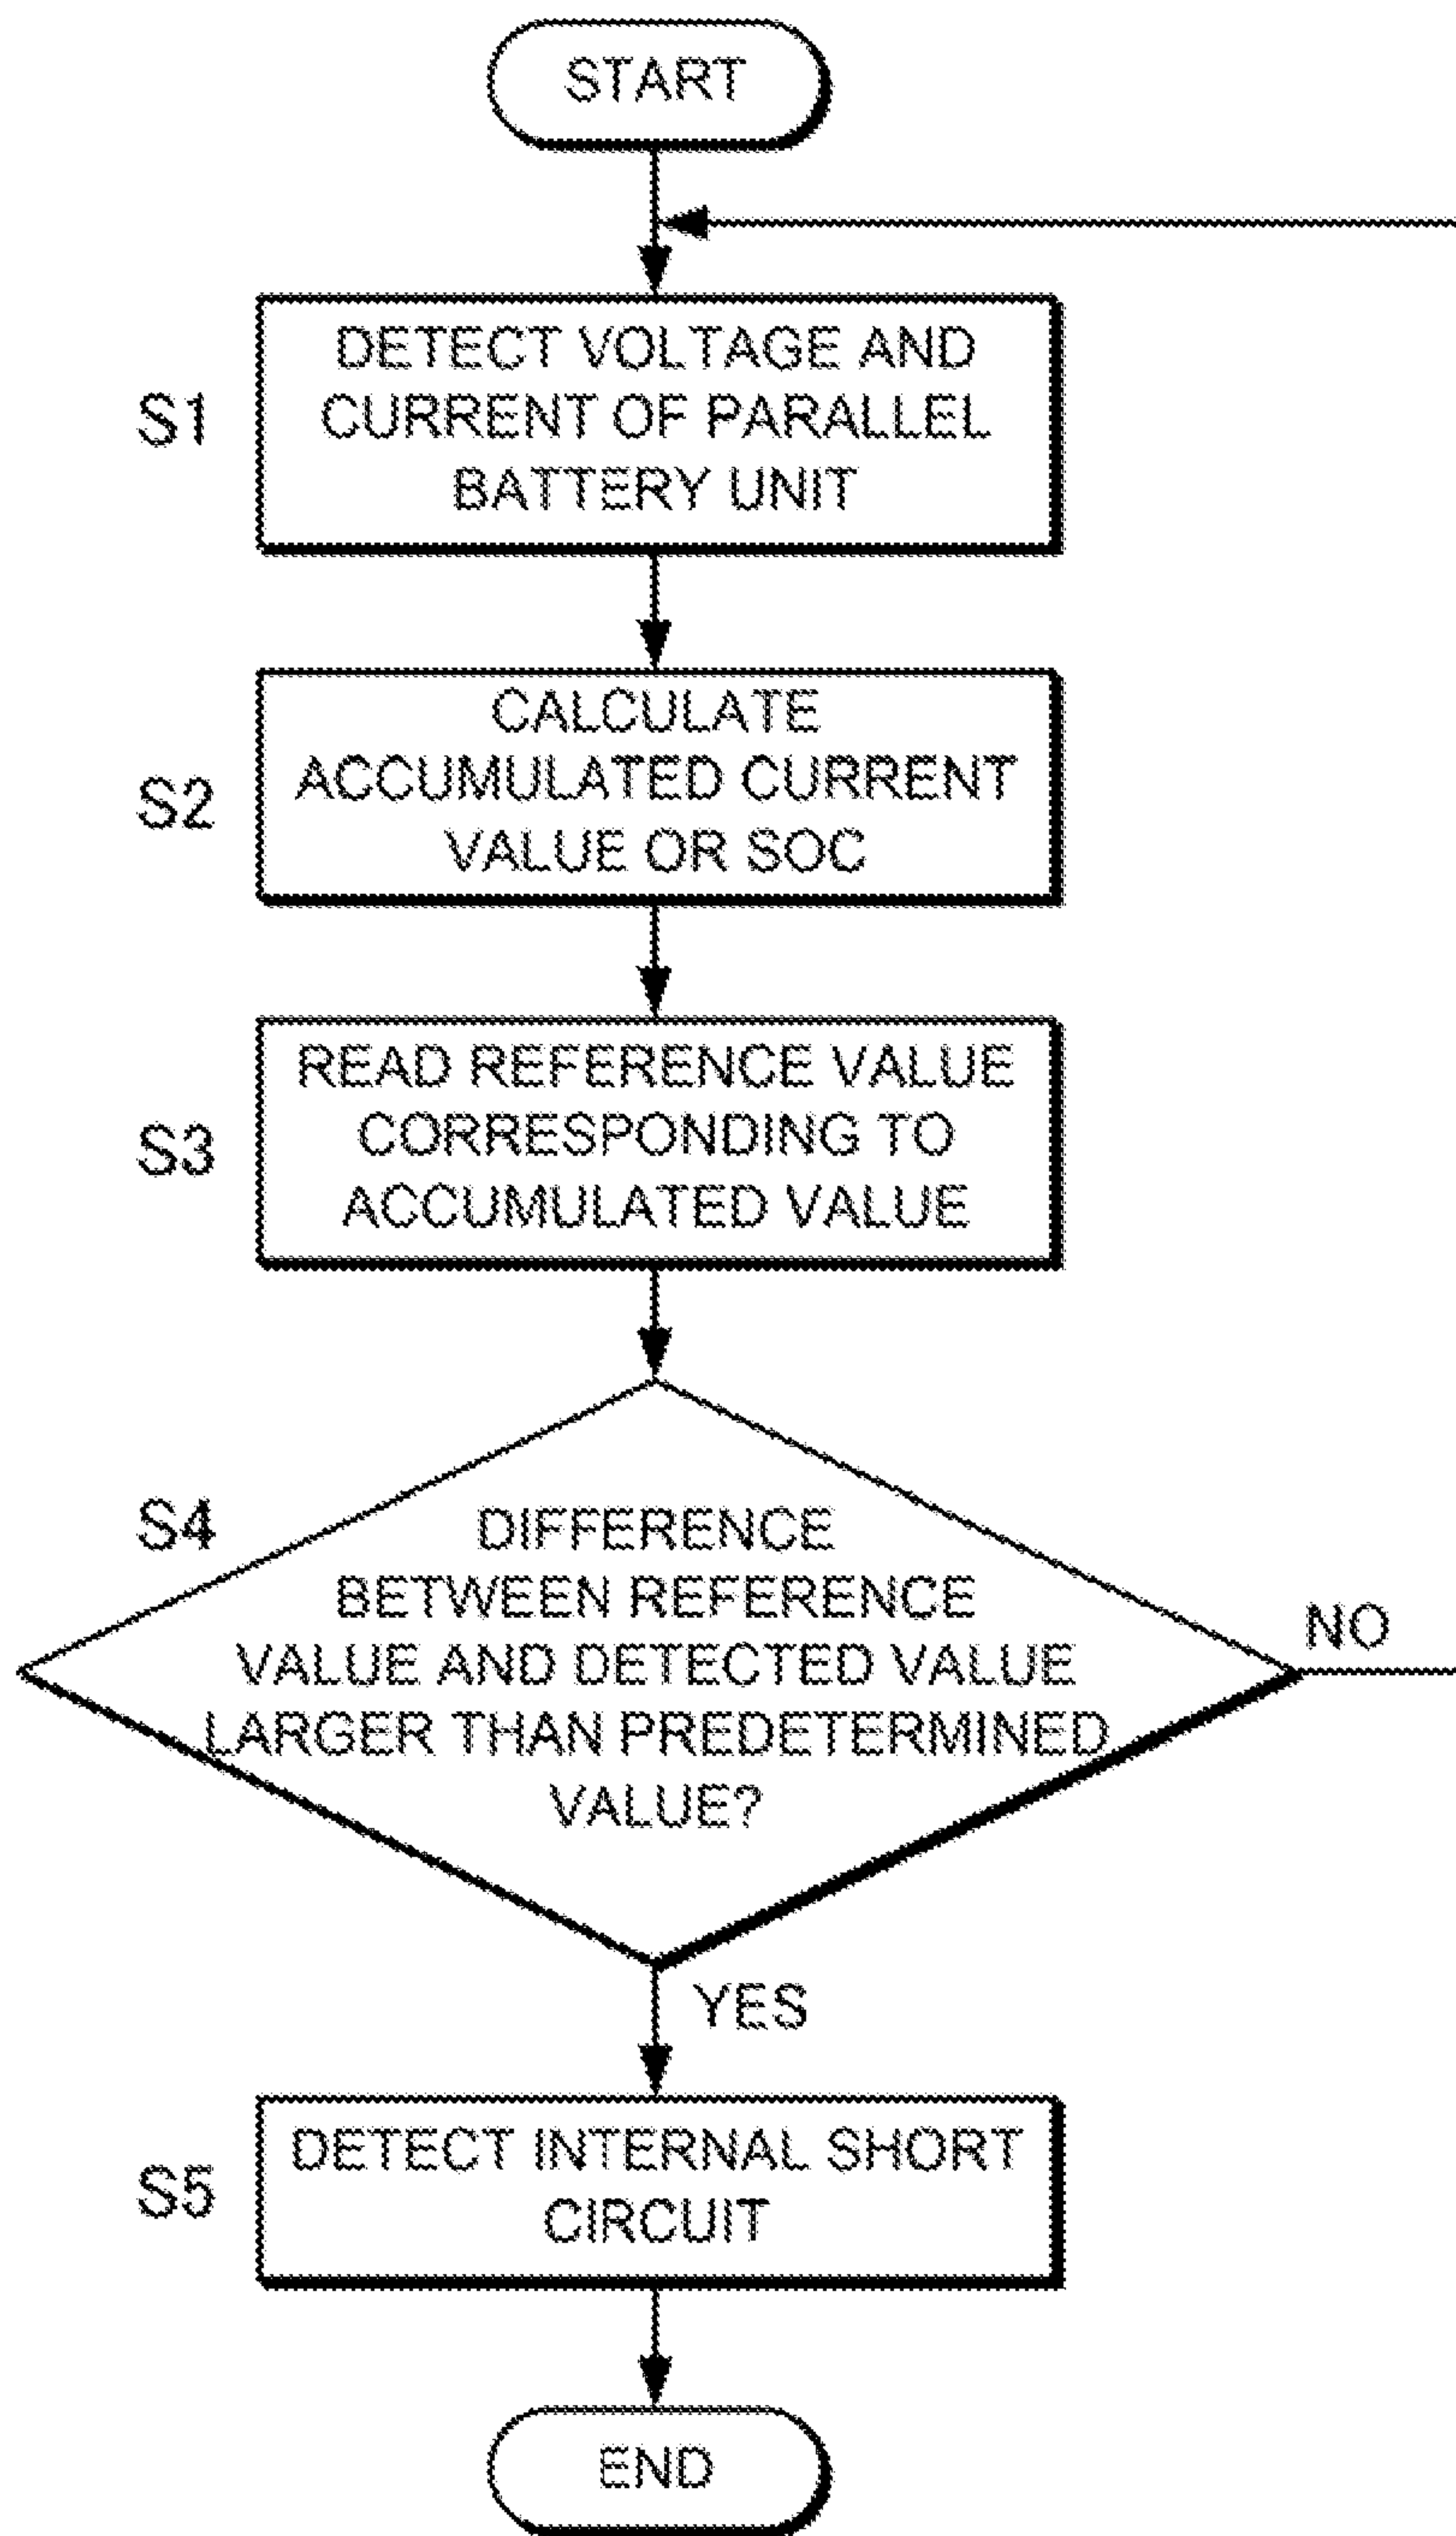 START
S1
DETECT VOLTAGE AND
CURRENT OF PARALLEL
BATTERY UNIT
S2
CALCULATE
ACCUMULATED CURRENT
VALUE OR SOC
S3
READ REFERENCE VALUE
CORRESPONDING TO
ACCUMULATED VALUE
S4
DIFFERENCE
BETWEEN REFERENCE
VALUE AND DETECTED VALUE
LARGER THAN PREDETERMINED
VALUE?
NO
YES
S5
DETECT INTERNAL SHORT
CIRCUIT
END